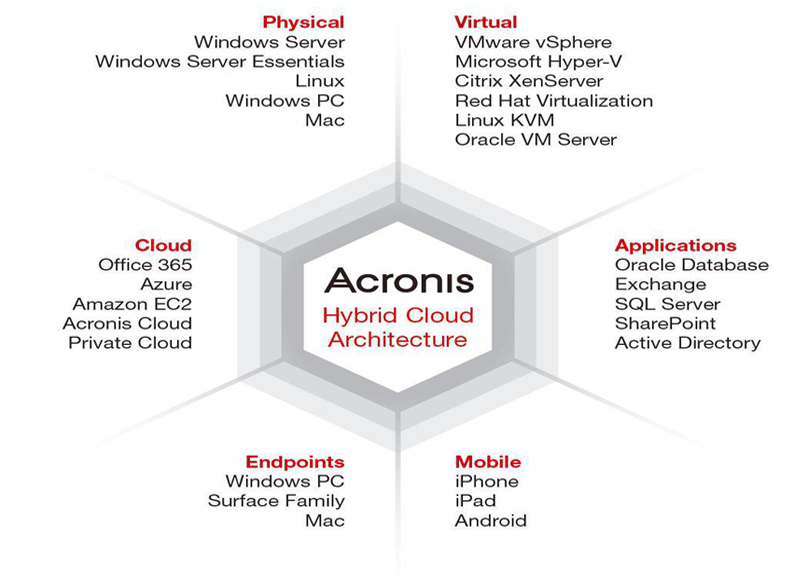 Physical
Windows Server
Windows Server Essentials
Linux
Windows PC
Mac
Virtual
VMware vSphere
Microsoft Hyper-V
Citrix XenServer
Red Hat Virtualization
Linux KVM
Oracle VM Server
Cloud
Office 365
Azure
Amazon EC2
Acronis Cloud
Private Cloud
Acronis
Hybrid Cloud
Architecture
Applications
Oracle Database
Exchange
SQL Server
SharePoint
Active Directory
Endpoints
Windows PC
Surface Family
Mac
Mobile
iPhone
iPad
Android